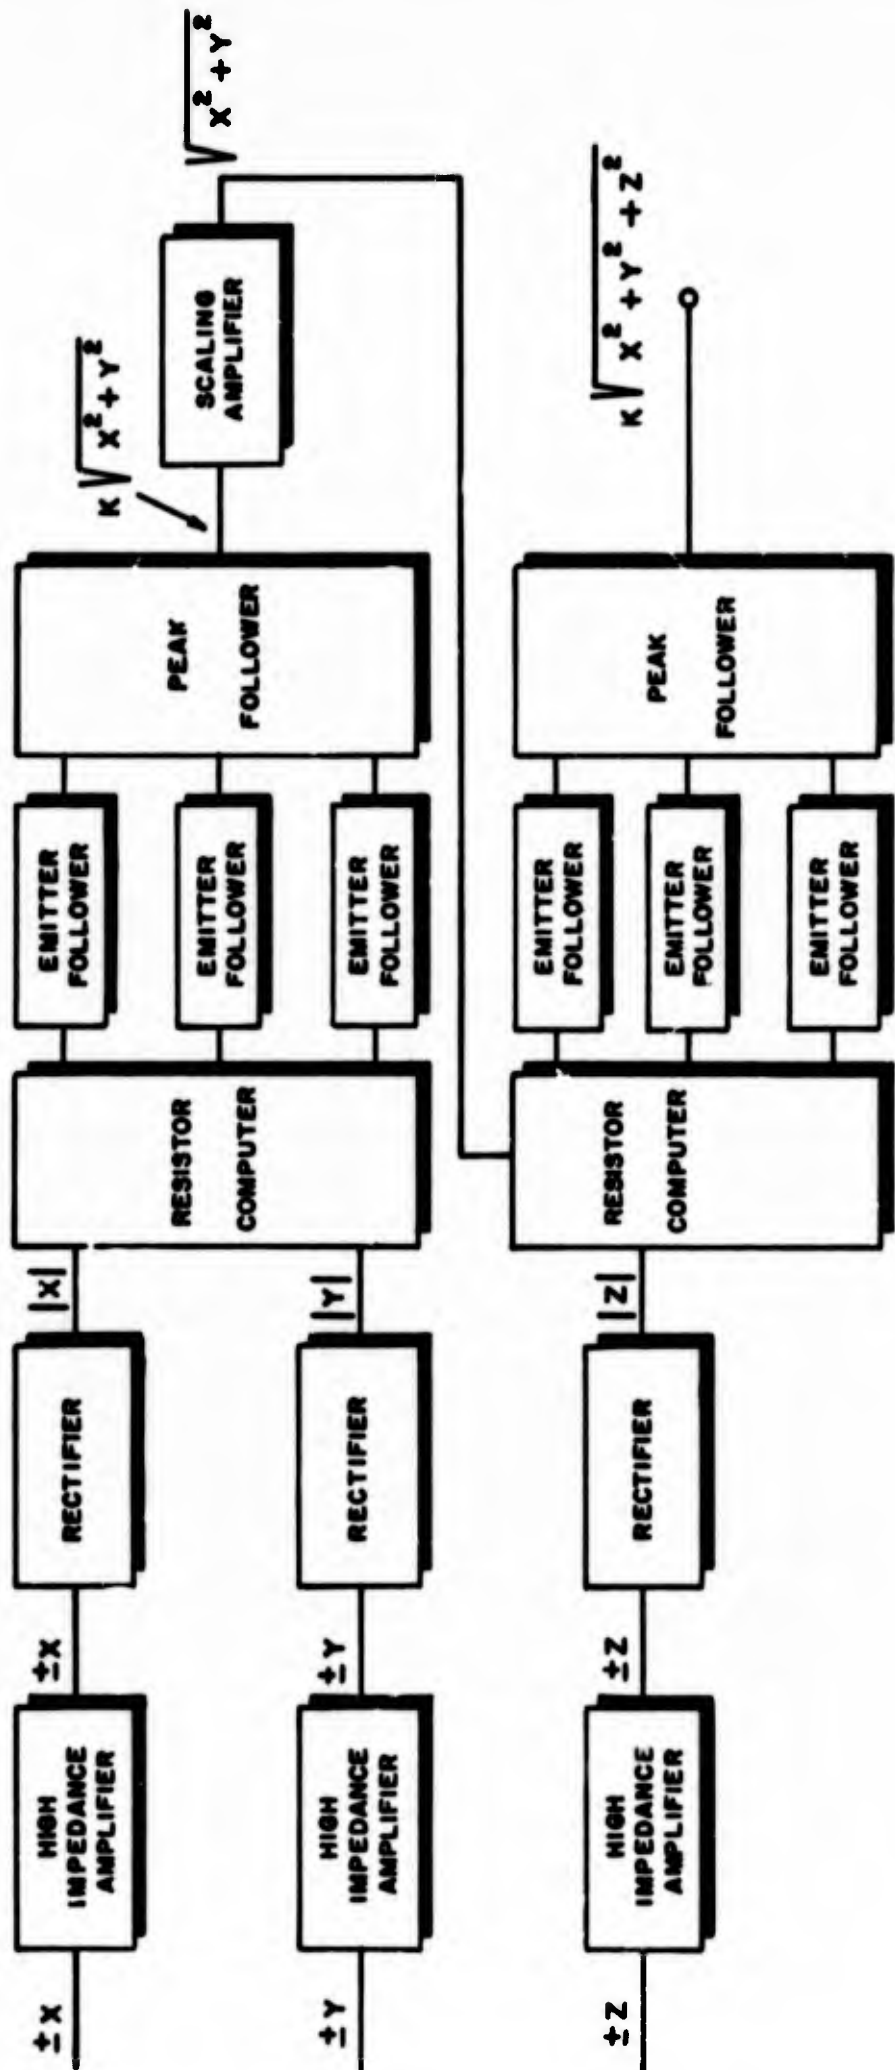 ±X
HIGH
IMPEDANCE
AMPLIFIER
±X
RECTIFIER
|X|
RESISTOR
COMPUTER
EMITTER
FOLLOWER
EMITTER
FOLLOWER
EMITTER
FOLLOWER
PEAK
FOLLOWER
K√X²+Y²
SCALING
AMPLIFIER
√X²+Y²
±Y
HIGH
IMPEDANCE
AMPLIFIER
±Y
RECTIFIER
|Y|
±Z
HIGH
IMPEDANCE
AMPLIFIER
±Z
RECTIFIER
|Z|
RESISTOR
COMPUTER
EMITTER
FOLLOWER
EMITTER
FOLLOWER
EMITTER
FOLLOWER
PEAK
FOLLOWER
K√X²+Y²+Z²